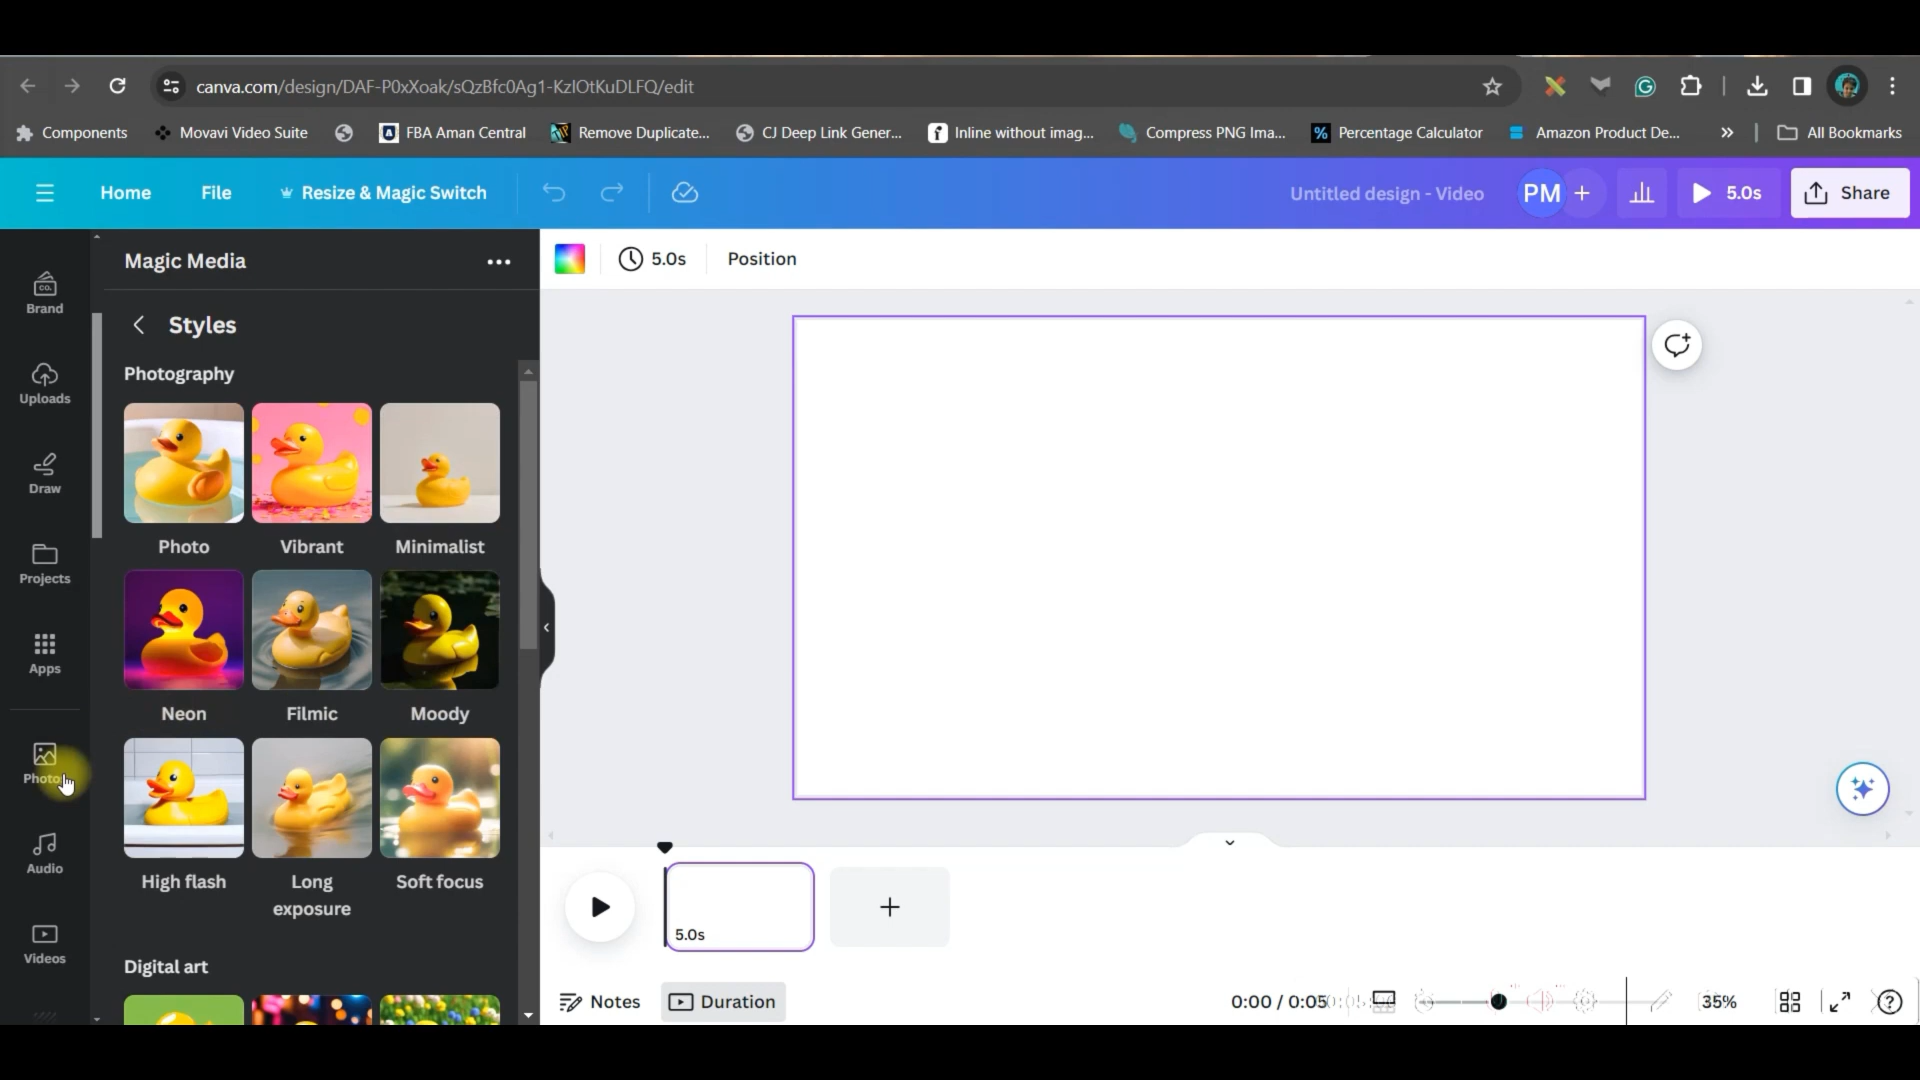 canva.com/design/DAF-P0xXoak/sQzBfc0Ag1-KzIOtKuDLFQ/edit
Components
Movavi Video Suite
FBA Aman Central
Remove Duplicate...
CJ Deep Link Gener...
Inline without imag...
Compress PNG Ima...
Percentage Calculator
Amazon Product De...
All Bookmarks
Home
File
Resize & Magic Switch
Untitled design - Video
PM
5.0s
Share
Brand
Uploads
Draw
Projects
Apps
Photos
Audio
Videos
Magic Media
Styles
Photography
Photo
Vibrant
Minimalist
Neon
Filmic
Moody
High flash
Long
exposure
Soft focus
Digital art
5.0s
Position
5.0s
Notes
Duration
0:00 / 0:05
35%